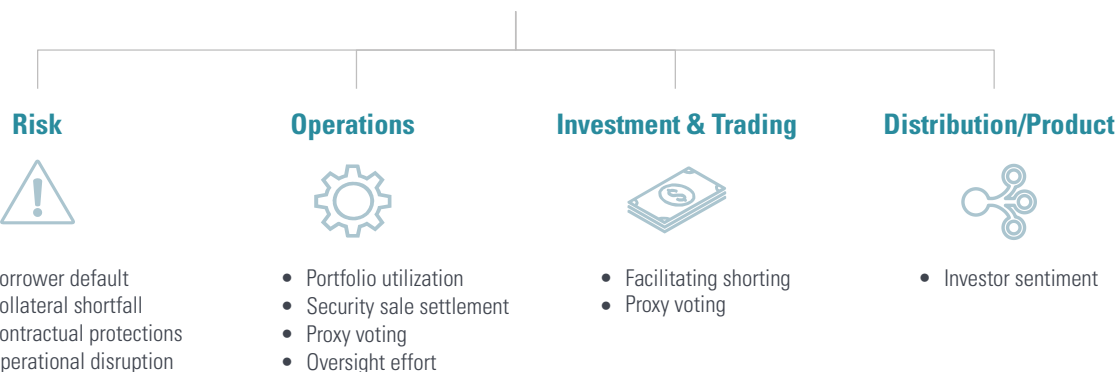 Risk
orrower default
ollateral shortfall
ontractual protections
perational disruption
Operations
• Portfolio utilization
• Security sale settlement
• Proxy voting
• Oversight effort
Investment & Trading
• Facilitating shorting
• Proxy voting
Distribution/Product
• Investor sentiment